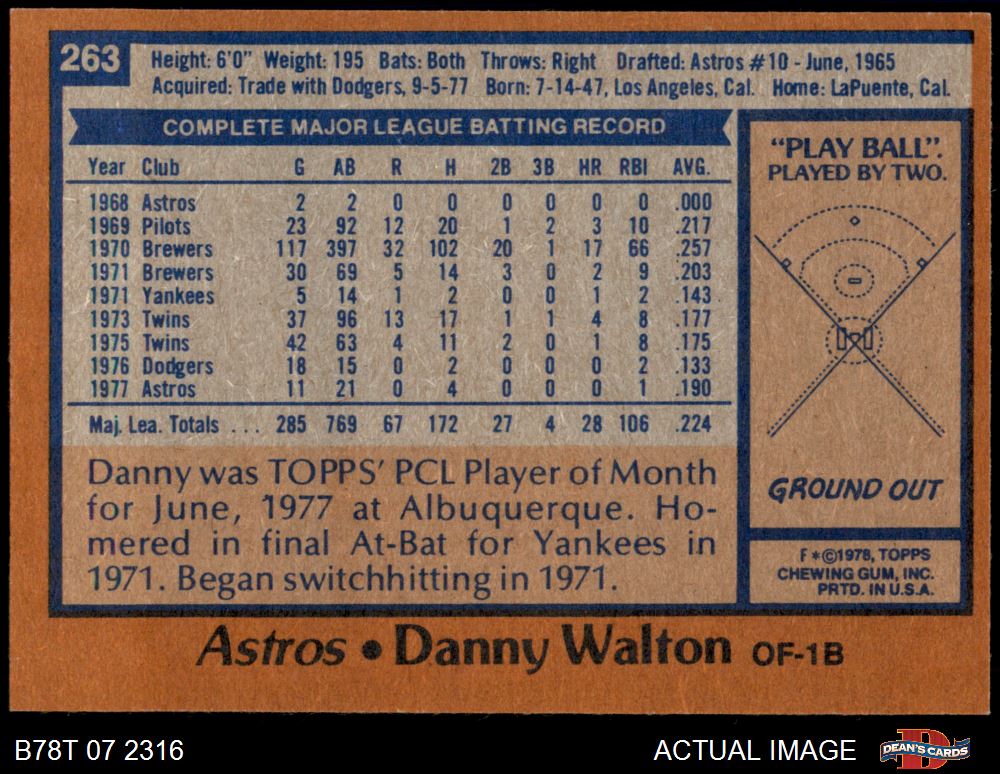 263
Height: 6'0" Weight: 195 Bats: Both Throws: Right Drafted: Astros #10 - June, 1965
Acquired: Trade with Dodgers, 9-5-77 Born: 7-14-47, Los Angeles, Cal. Home: LaPuente, Cal.
COMPLETE MAJOR LEAGUE BATTING RECORD
Year Club G AB R H 2B 3B HR RBI AVG.
1968 Astros 2 2 0 0 0 0 0 0 .000
1969 Pilots 23 92 12 20 1 2 3 10 .217
1970 Brewers 117 397 32 102 20 1 17 66 .257
1971 Brewers 30 69 5 14 3 0 2 9 .203
1971 Yankees 5 14 1 2 0 0 1 2 .143
1973 Twins 37 96 13 17 1 1 4 8 .177
1975 Twins 42 63 4 11 2 0 1 8 .175
1976 Dodgers 18 15 0 2 0 0 0 2 .133
1977 Astros 11 21 0 4 0 0 0 1 .190
Maj. Lea. Totals ... 285 769 67 172 27 4 28 106 .224
Danny was TOPPS' PCL Player of Month
for June, 1977 at Albuquerque. Ho-
mered in final At-Bat for Yankees in
1971. Began switchhitting in 1971.
"PLAY BALL".
PLAYED BY TWO.
GROUND OUT
F*©1978, TOPPS
CHEWING GUM, INC.
PRTD. IN U.S.A.
Astros • Danny Walton OF-1B
B78T 07 2316
ACTUAL IMAGE
DEAN'S CARDS